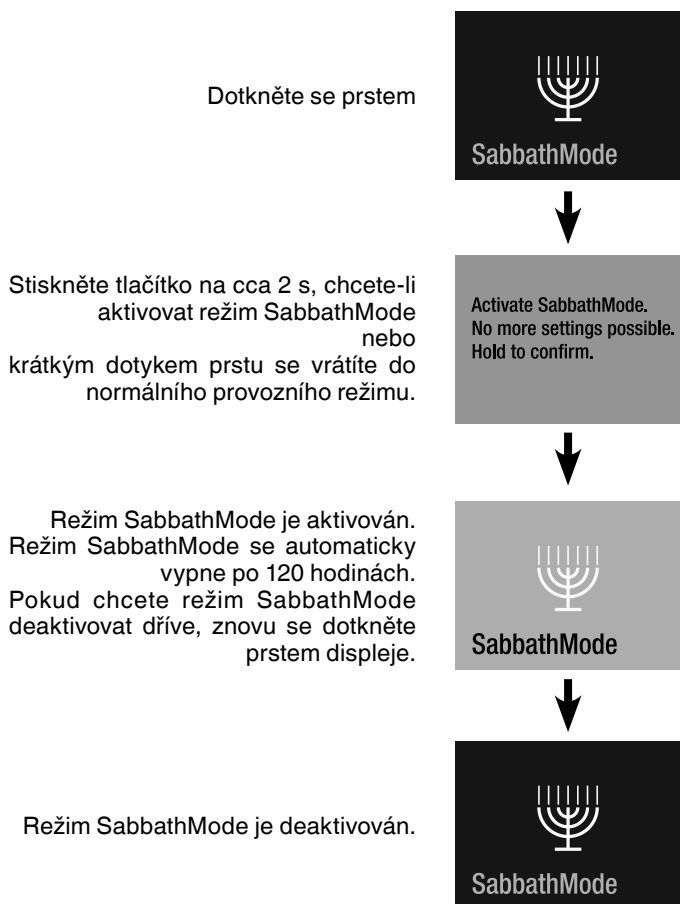 Dotkněte se prstem
SabbathMode
Stiskněte tlačítko na cca 2 s, chcete-li
aktivovat režim SabbathMode
nebo
krátkým dotykem prstu se vrátíte do
normálního provozního režimu.
Activate SabbathMode.
No more settings possible.
Hold to confirm.
Režim SabbathMode je aktivován.
Režim SabbathMode se automaticky
vypne po 120 hodinách.
Pokud chcete režim SabbathMode
deaktivovat dříve, znovu se dotkněte
prstem displeje.
SabbathMode
Režim SabbathMode je deaktivován.
SabbathMode